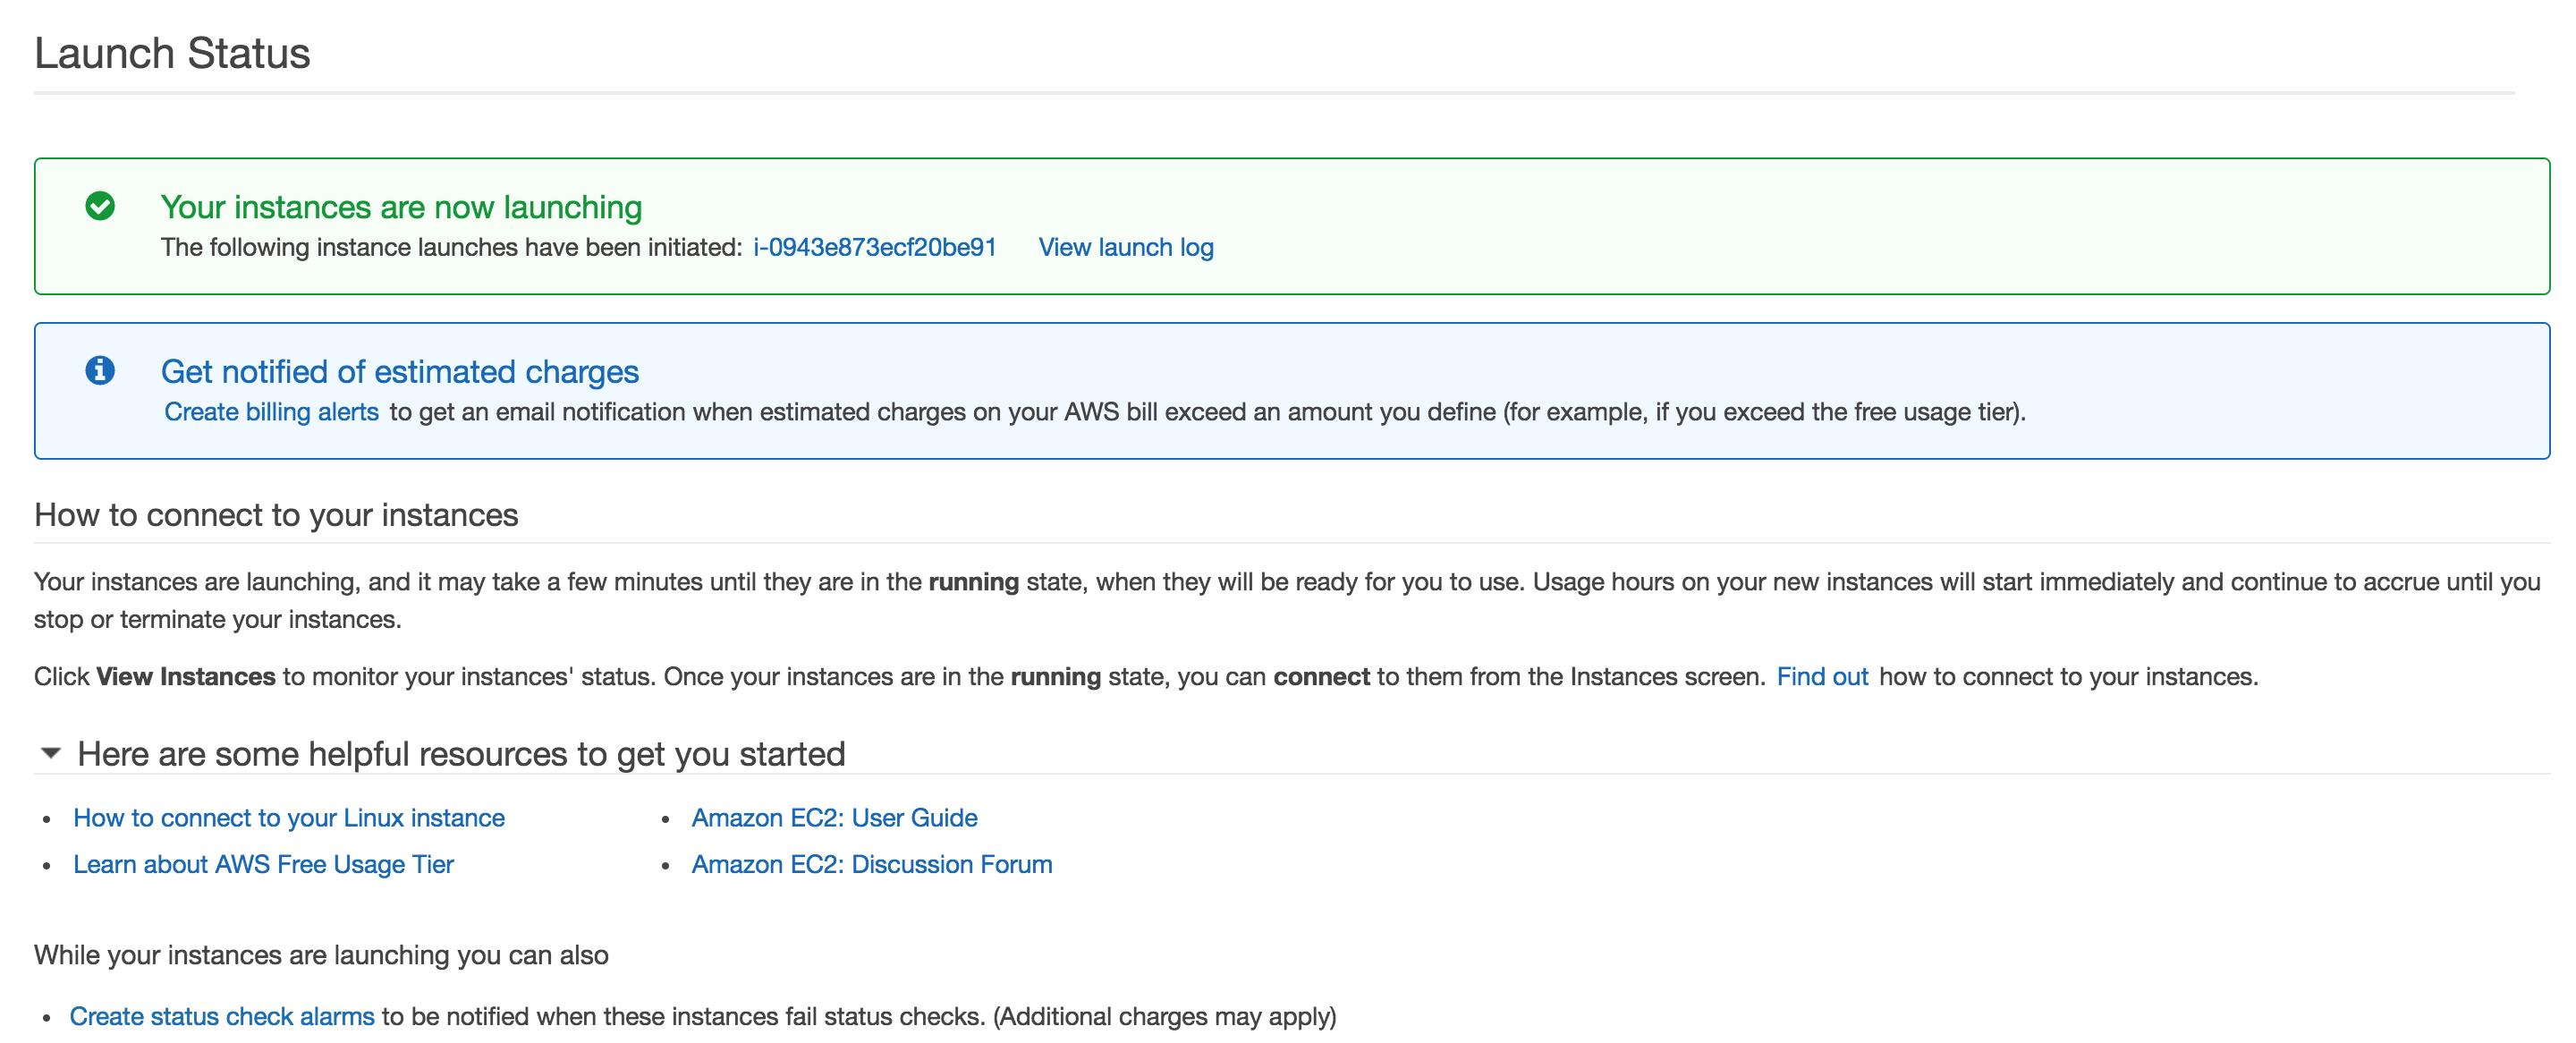 Launch Status
Your instances are now launching
The following instance launches have been initiated: i-0943e873ecf20be91 View launch log
Get notified of estimated charges
Create billing alerts to get an email notification when estimated charges on your AWS bill exceed an amount you define (for example, if you exceed the free usage tier).
How to connect to your instances
Your instances are launching, and it may take a few minutes until they are in the running state, when they will be ready for you to use. Usage hours on your new instances will start immediately and continue to accrue until you
stop or terminate your instances.
Click View Instances to monitor your instances' status. Once your instances are in the running state, you can connect to them from the Instances screen. Find out how to connect to your instances.
Here are some helpful resources to get you started
• How to connect to your Linux instance
• Learn about AWS Free Usage Tier
• Amazon EC2: User Guide
• Amazon EC2: Discussion Forum
While your instances are launching you can also
• Create status check alarms to be notified when these instances fail status checks. (Additional charges may apply)